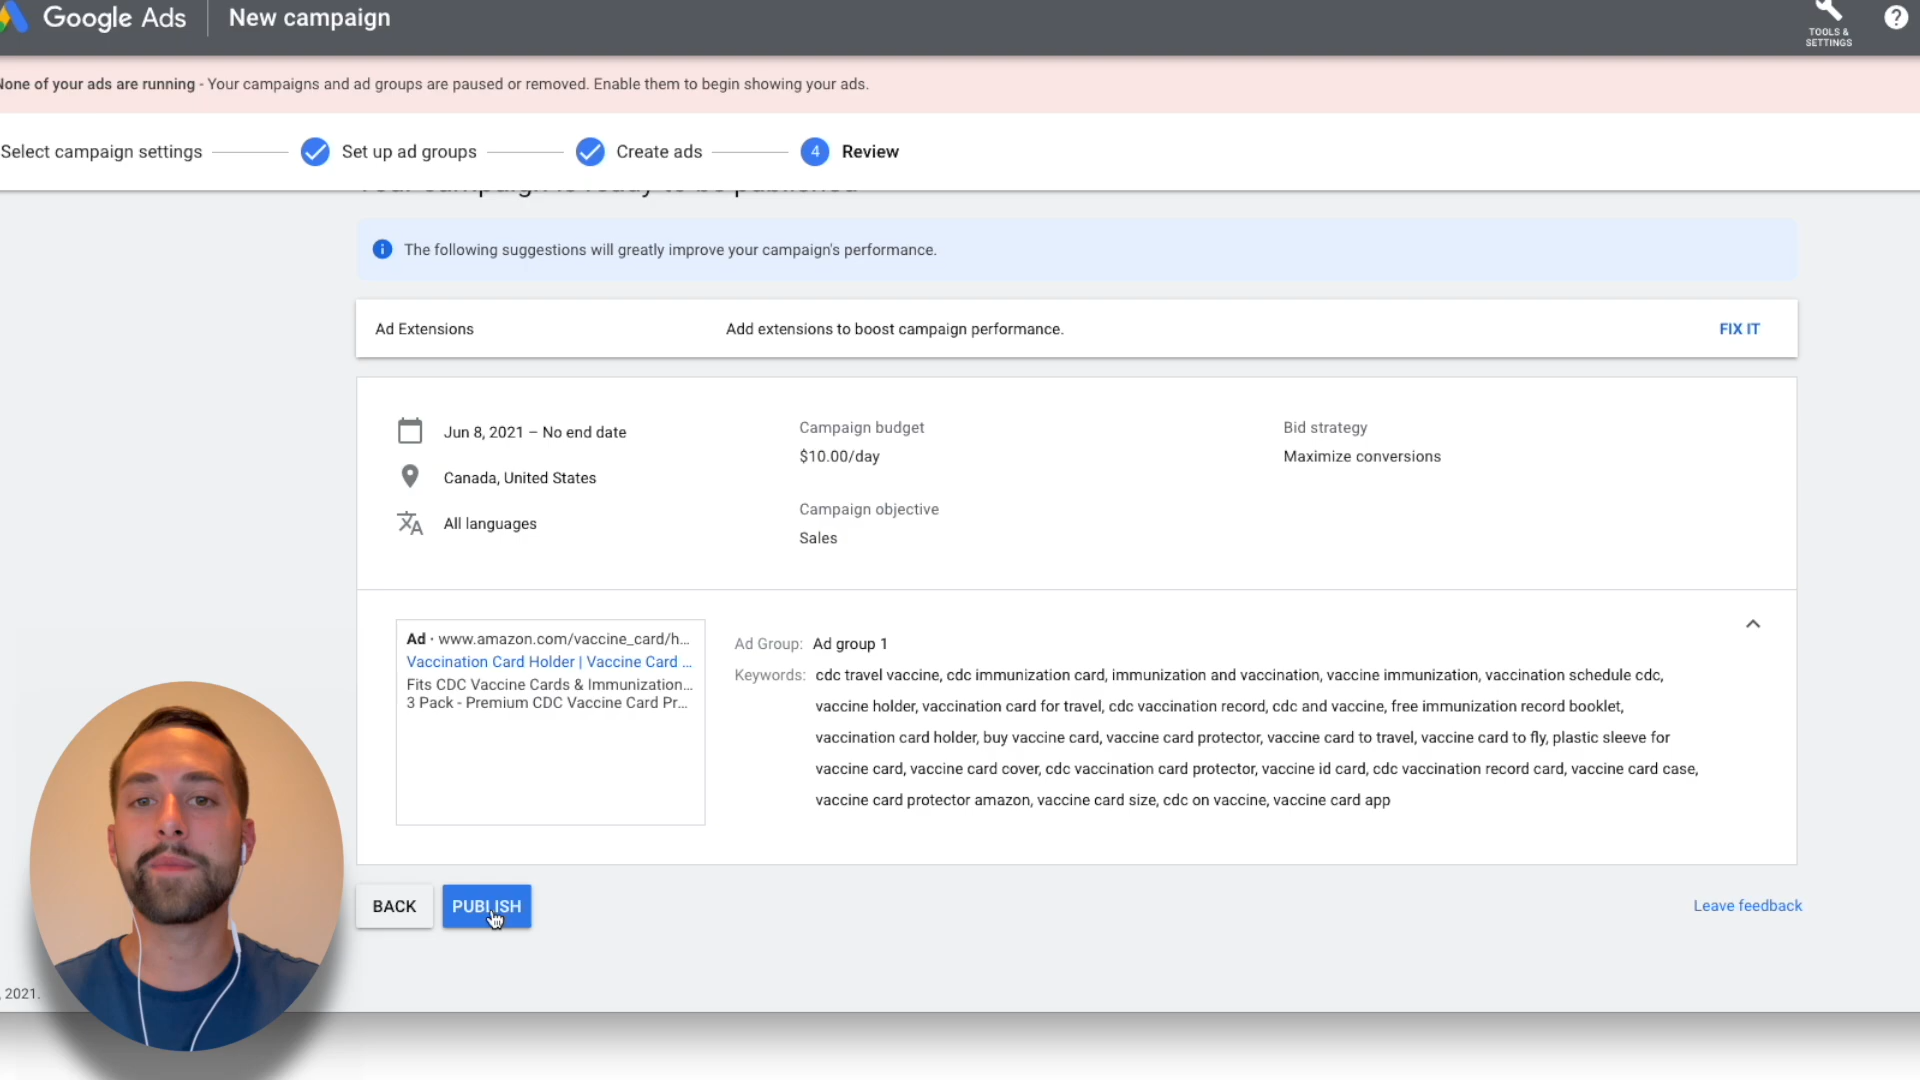 Google Ads New campaign
TOOLS &
SETTINGS
?
None of your ads are running - Your campaigns and ad groups are paused or removed. Enable them to begin showing your ads.
Select campaign settings
Set up ad groups
Create ads
4 Review
Your campaign is ready to be published
The following suggestions will greatly improve your campaign's performance.
Ad Extensions Add extensions to boost campaign performance. FIX IT
Jun 8, 2021 – No end date
Canada, United States
All languages
Campaign budget
$10.00/day
Campaign objective
Sales
Bid strategy
Maximize conversions
Ad · www.amazon.com/vaccine_card/h...
Vaccination Card Holder | Vaccine Card ...
Fits CDC Vaccine Cards & Immunization...
3 Pack - Premium CDC Vaccine Card Pr...
Ad Group: Ad group 1
Keywords: cdc travel vaccine, cdc immunization card, immunization and vaccination, vaccine immunization, vaccination schedule cdc,
vaccine holder, vaccination card for travel, cdc vaccination record, cdc and vaccine, free immunization record booklet,
vaccination card holder, buy vaccine card, vaccine card protector, vaccine card to travel, vaccine card to fly, plastic sleeve for
vaccine card, vaccine card cover, cdc vaccination card protector, vaccine id card, cdc vaccination record card, vaccine card case,
vaccine card protector amazon, vaccine card size, cdc on vaccine, vaccine card app
BACK PUBLISH
Leave feedback
, 2021.